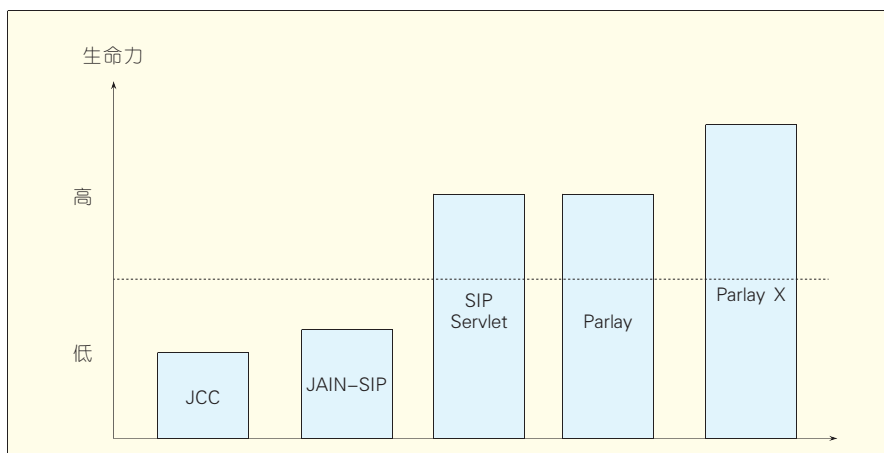 生命力
高
低
JCC
JAIN–SIP
SIP
Servlet
Parlay
Parlay X